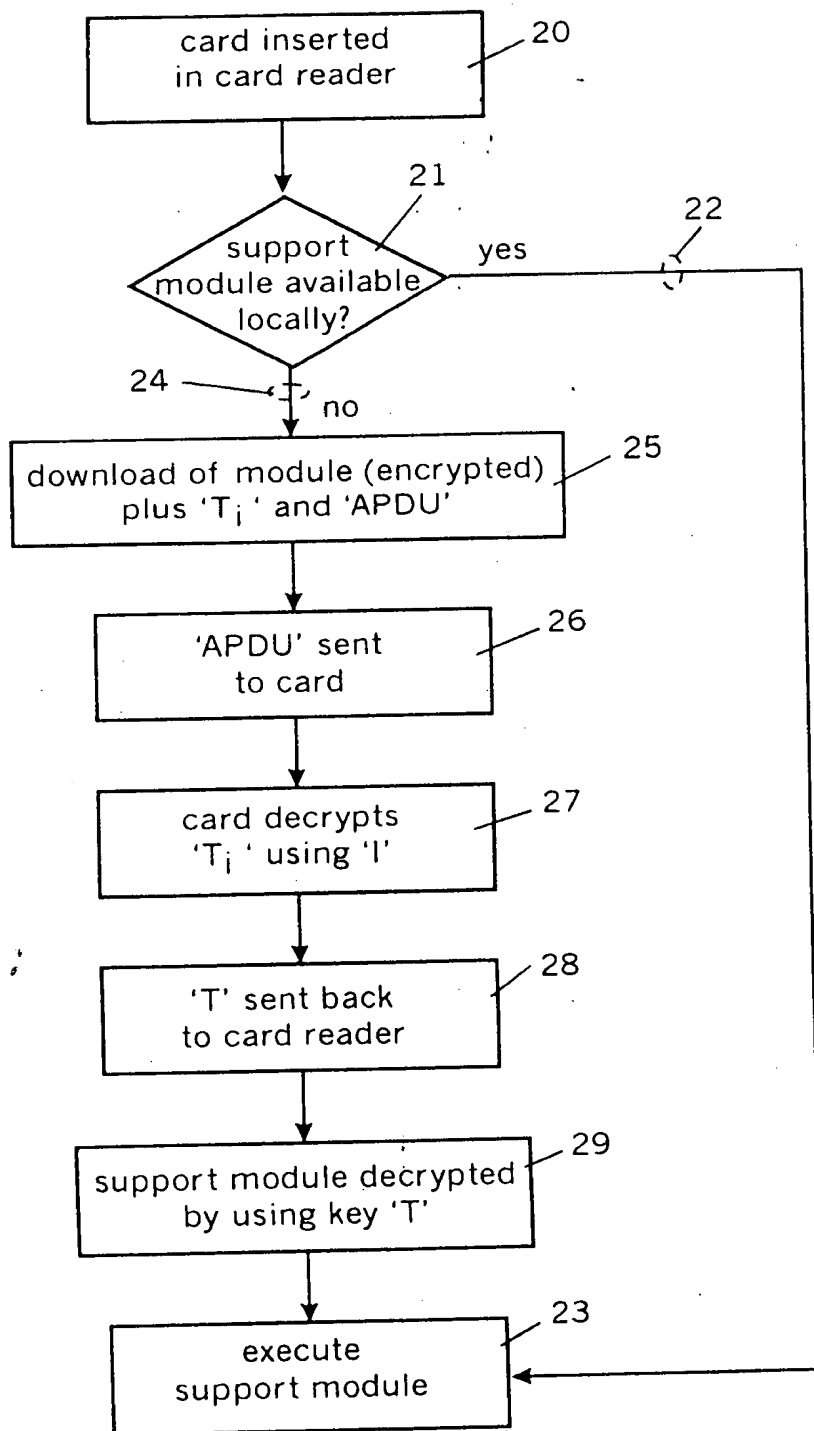 card inserted
in card reader
20
21
22
support
module available
locally?
yes
24
no
download of module (encrypted)
plus ‘Ti ‘ and ‘APDU’
25
‘APDU’ sent
to card
26
card decrypts
‘Ti ‘ using ‘I’
27
‘T’ sent back
to card reader
28
support module decrypted
by using key ‘T’
29
execute
support module
23